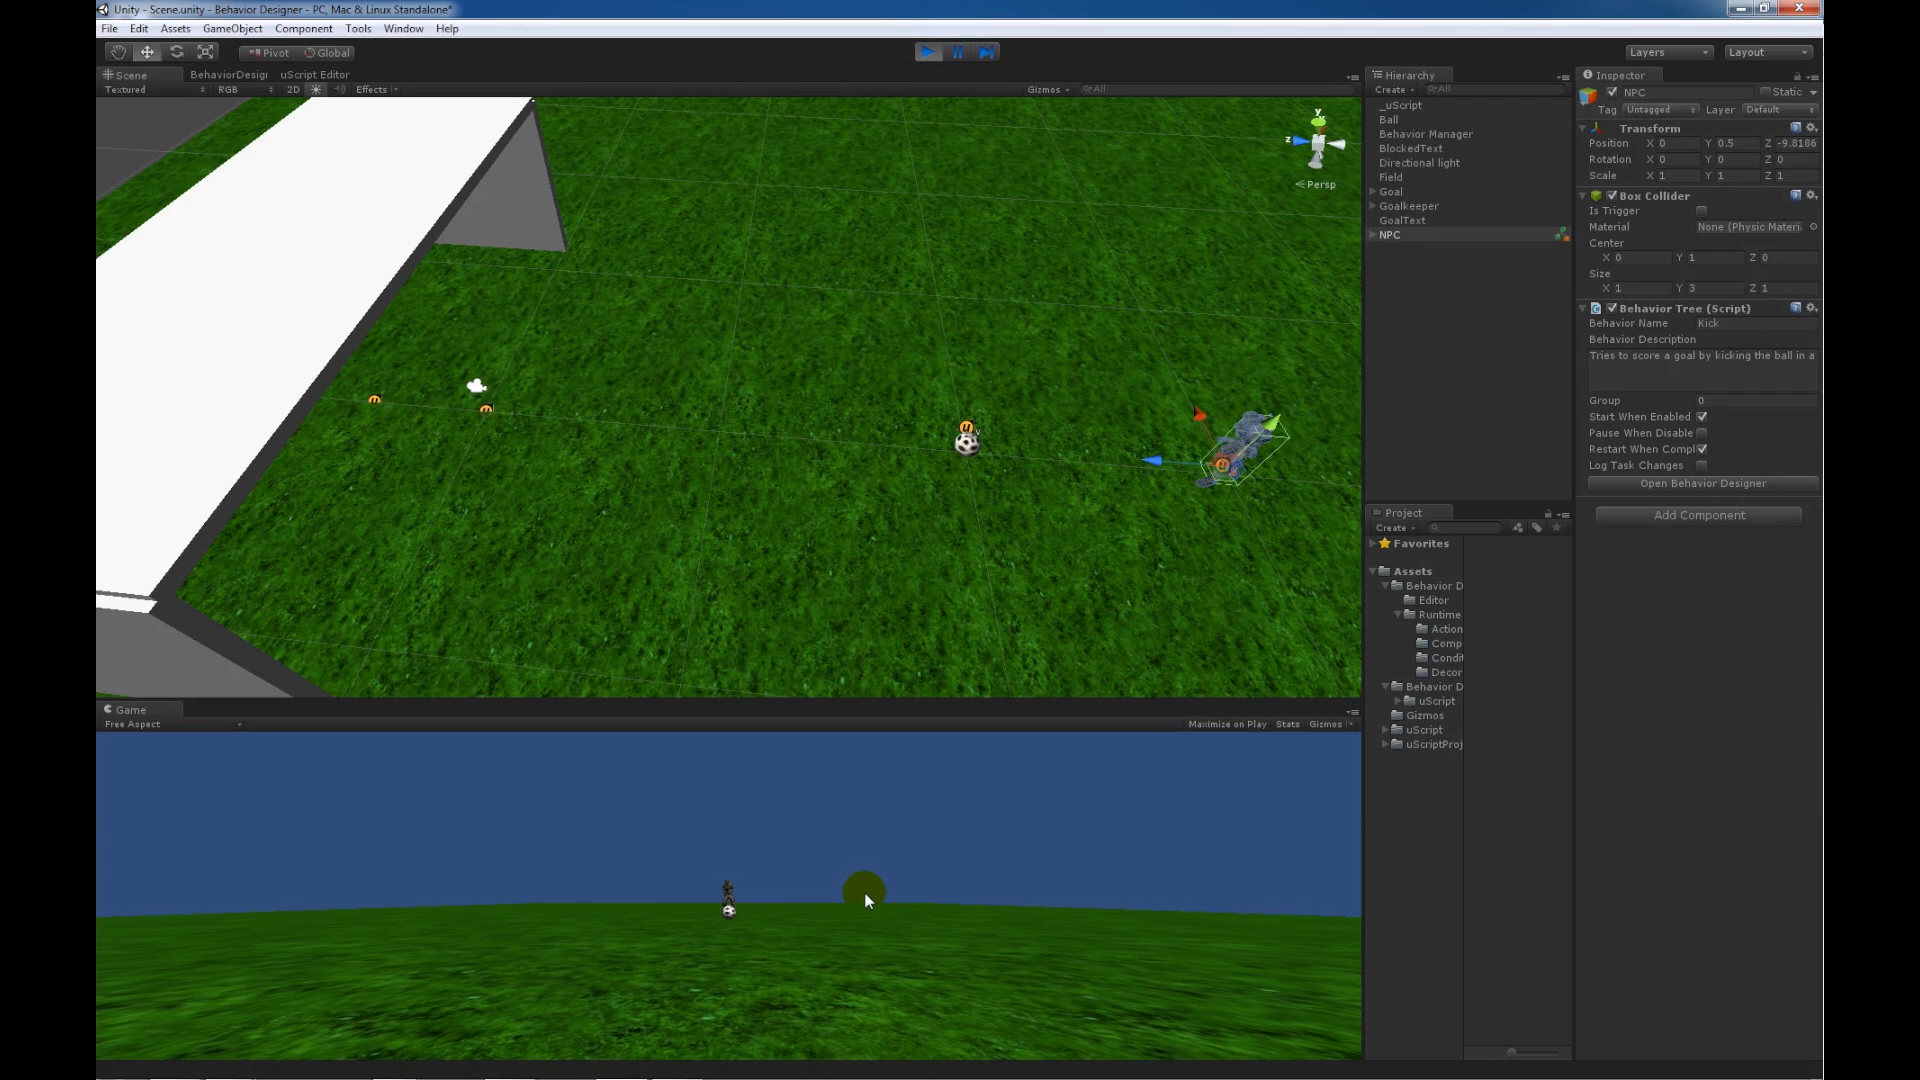 Unity - Scene.unity - Behavior Designer - PC, Mac & Linux Standalone*
File Edit Assets GameObject Component Tools Window Help
Pivot Global
Layers Layout
Scene BehaviorDesign uScript Editor
Textured RGB 2D Effects Gizmos All
y
z
Persp
Hierarchy
Create All
_uScript
Ball
Behavior Manager
BlockedText
Directional light
Field
Goal
Goalkeeper
GoalText
NPC
Inspector
NPC Static
Tag Untagged Layer Default
Transform
Position X 0 Y 0.5 Z -9.8186
Rotation X 0 Y 0 Z 0
Scale X 1 Y 1 Z 1
Box Collider
Is Trigger
Material None (Physic Materi
Center
X 0 Y 1 Z 0
Size
X 1 Y 3 Z 1
Behavior Tree (Script)
Behavior Name Kick
Behavior Description
Tries to score a goal by kicking the ball in a
Group 0
Start When Enabled
Pause When Disable
Restart When Compl
Log Task Changes
Open Behavior Designer
Add Component
Project
Create
Favorites
Assets
Behavior D
Editor
Runtime
Action
Comp
Condit
Decor
Behavior D
uScript
Gizmos
uScript
uScriptProj
Game
Free Aspect Maximize on Play Stats Gizmos